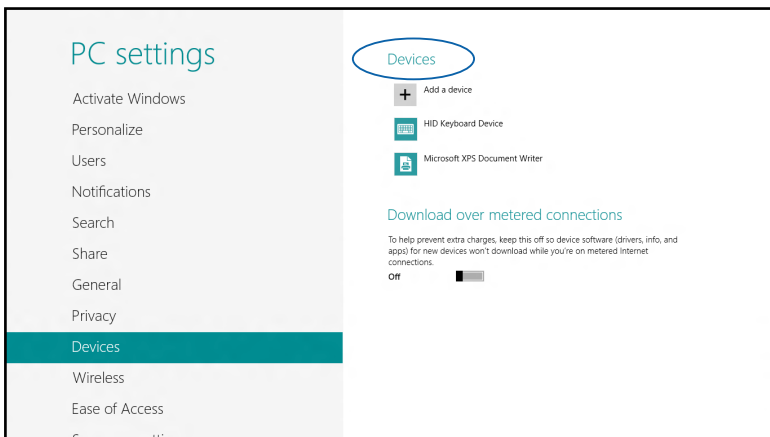 PC settings
Activate Windows
Personalize
Users
Notifications
Search
Share
General
Privacy
Devices
Wireless
Ease of Access
Devices
Add a device
HID Keyboard Device
Microsoft XPS Document Writer
Download over metered connections
To help prevent extra charges, keep this off so device software (drivers, info, and
apps) for new devices won't download while you're on metered Internet
connections.
Off